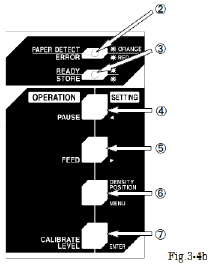 ②
PAPER DETECT ORANGE
ERROR RED
③
READY
STORE
OPERATION SETTING
④
PAUSE ◄
⑤
FEED ►
DENSITY
POSITION
⑥
MENU
⑦
CALIBRATE
LEVEL ENTER
Fig.3-4b